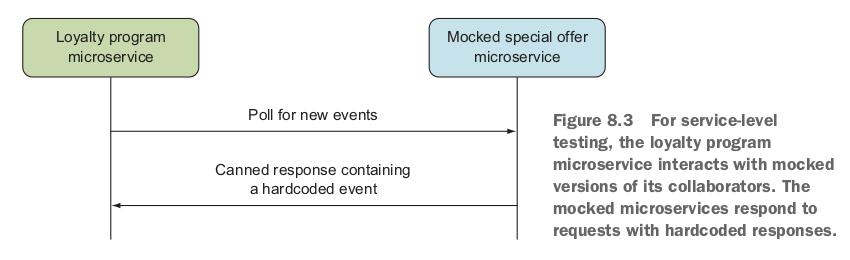 Loyalty program
microservice
Mocked special offer
microservice
Poll for new events
Canned response containing
a hardcoded event
Figure 8.3 For service-level
testing, the loyalty program
microservice interacts with mocked
versions of its collaborators. The
mocked microservices respond to
requests with hardcoded responses.